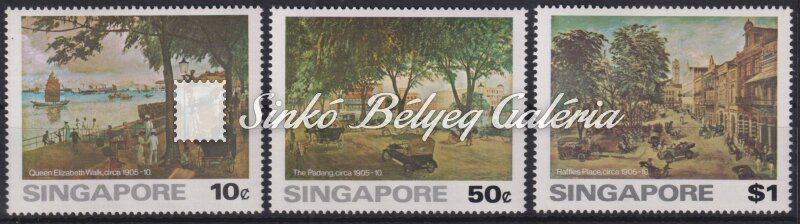 Queen Elizabeth Walk, circa 1905-10.
SINGAPORE 10¢
The Padang, circa 1905-10.
SINGAPORE 50¢
Raffles Place, circa 1905-10.
SINGAPORE $1
Sinkó Bélyeg Galéria